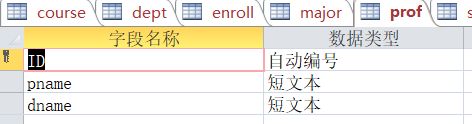 course dept enroll major prof s
字段名称 数据类型
ID 自动编号
pname 短文本
dname 短文本